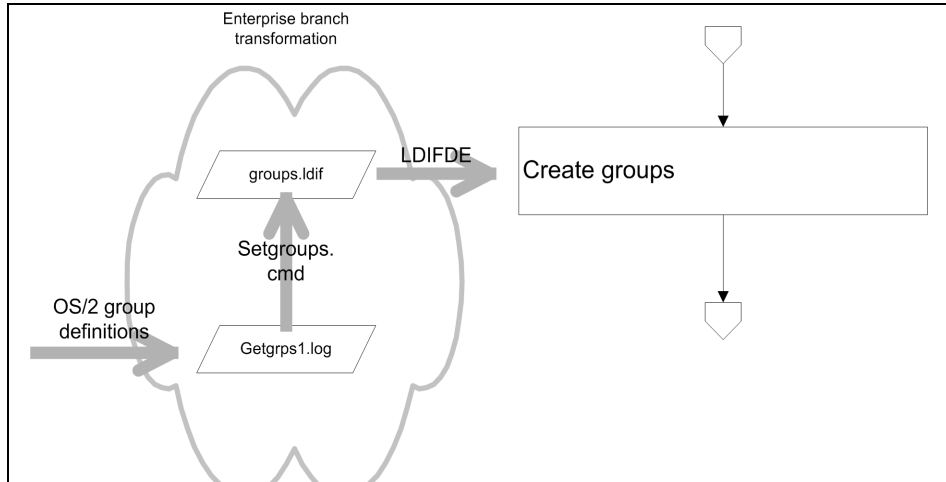 Enterprise branch
transformation
groups.ldif
LDIFDE
Create groups
Setgroups.
cmd
OS/2 group
definitions
Getgrps1.log